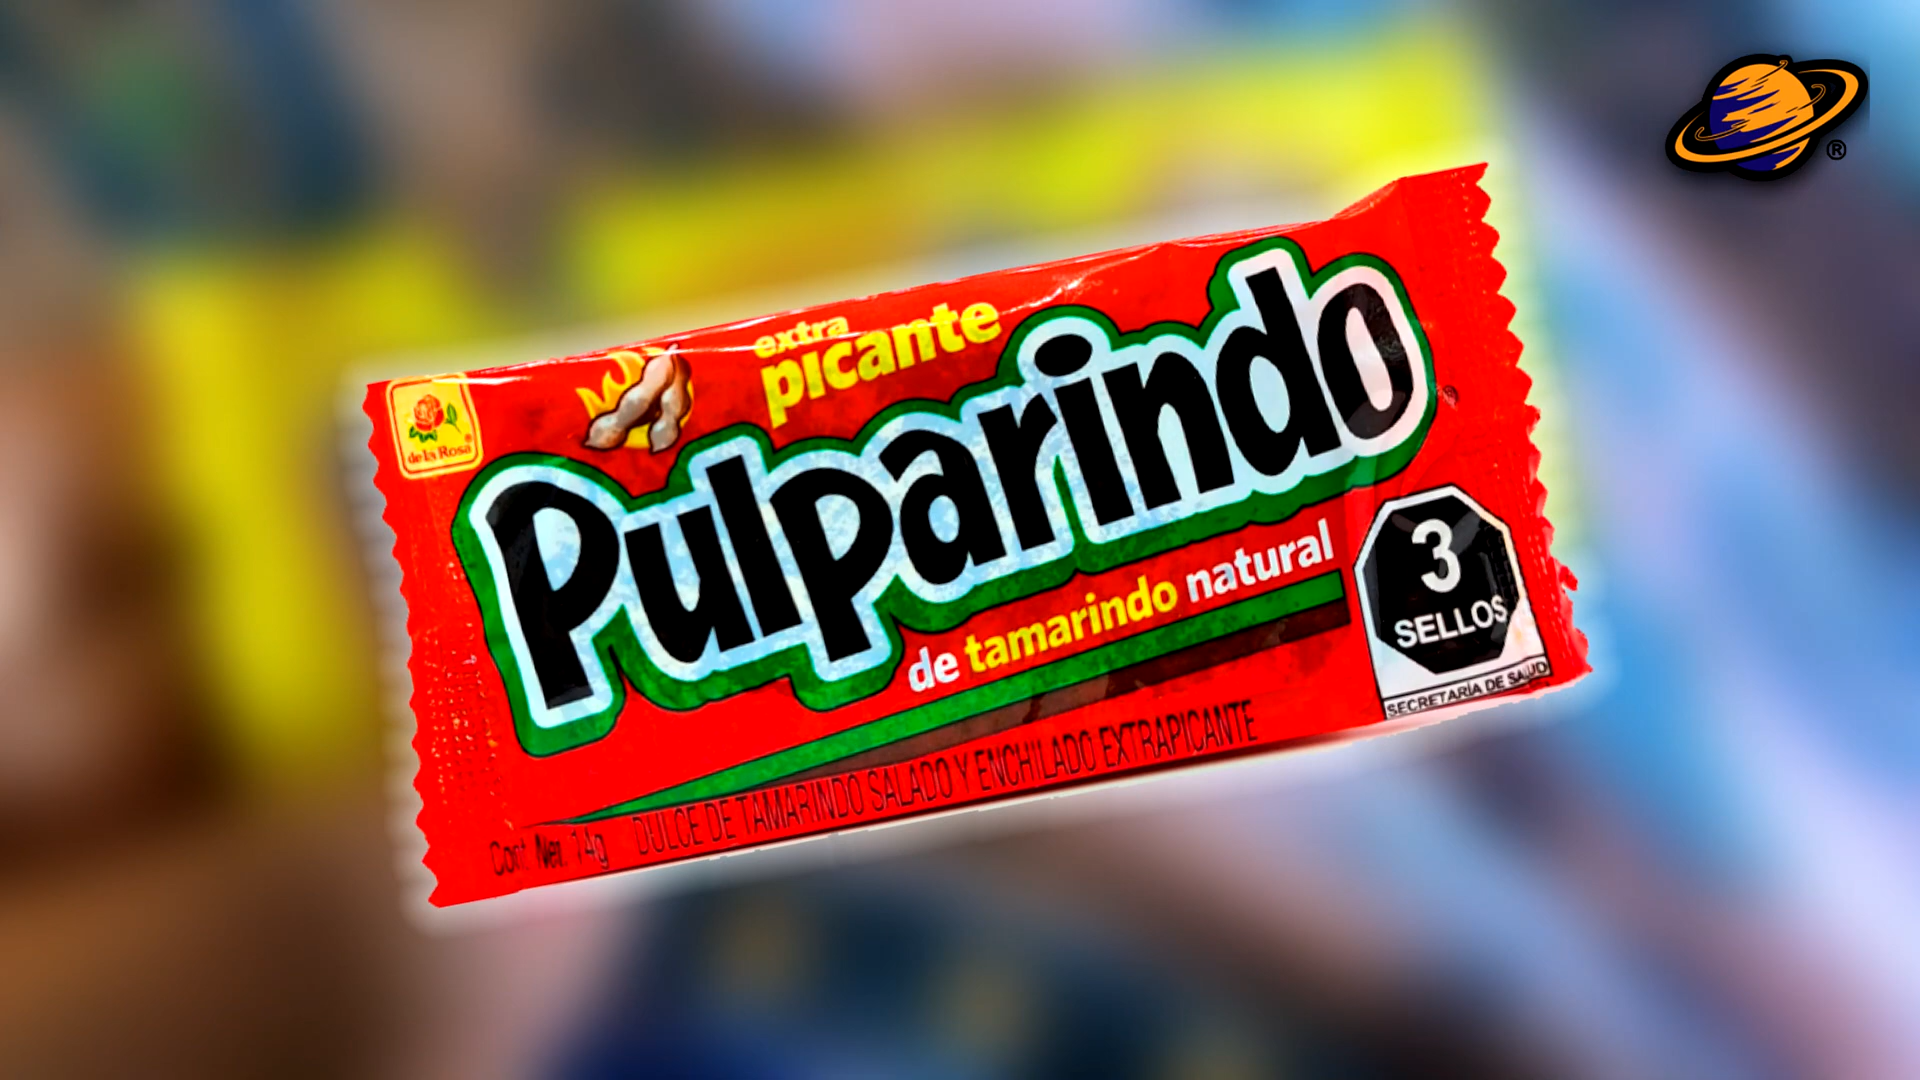 ®
de la Rosa®
extra
picante
Pulparindo®
de tamarindo natural
3
SELLOS
SECRETARÍA DE SALUD
Cont. Net. 14g DULCE DE TAMARINDO SALADO Y ENCHILADO EXTRAPICANTE